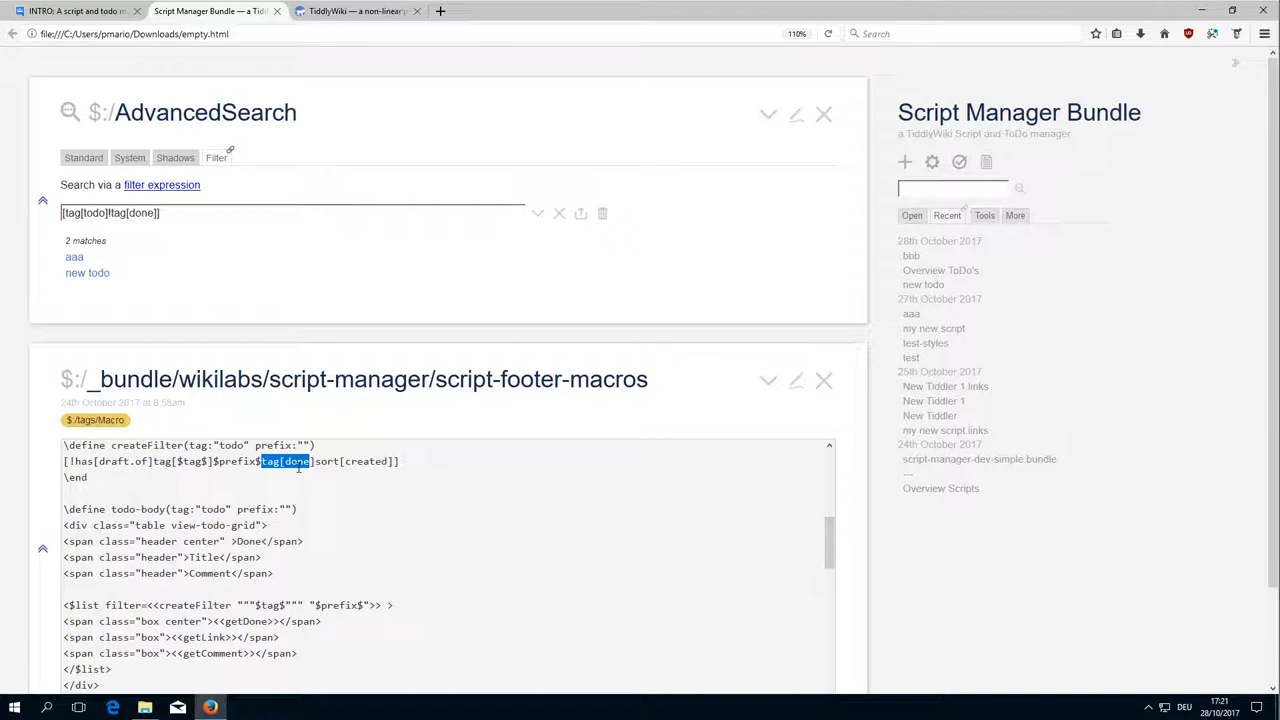 INTRO: A script and todo m
Script Manager Bundle — a Tidd
TiddlyWiki — a non-linear p
file:///C:/Users/pmario/Downloads/empty.html
110%
Search
$:/AdvancedSearch
Standard
System
Shadows
Filter
Search via a filter expression
[tag[todo]!tag[done]]
2 matches
aaa
new todo
$:/_bundle/wikilabs/script-manager/script-footer-macros
24th October 2017 at 8:58am
$:/tags/Macro
\define createFilter(tag:"todo" prefix:"")
[!has[draft.of]tag[$tag$]$prefix$tag[done]sort[created]]
\end
\define todo-body(tag:"todo" prefix:"")
<div class="table view-todo-grid">
<span class="header center" >Done</span>
<span class="header">Title</span>
<span class="header">Comment</span>
<$list filter=<<createFilter """$tag$""" "$prefix$">> >
<span class="box center"><<getDone>></span>
<span class="box"><<getLink>></span>
<span class="box"><<getComment>></span>
</$list>
</div>
Script Manager Bundle
a TiddlyWiki Script and ToDo manager
Open
Recent
Tools
More
28th October 2017
bbb
Overview ToDo's
new todo
27th October 2017
aaa
my new script
test-styles
test
25th October 2017
New Tiddler 1.links
New Tiddler 1
New Tiddler
my new script.links
24th October 2017
script-manager-dev-simple.bundle
---
Overview Scripts
DEU
17:21
28/10/2017